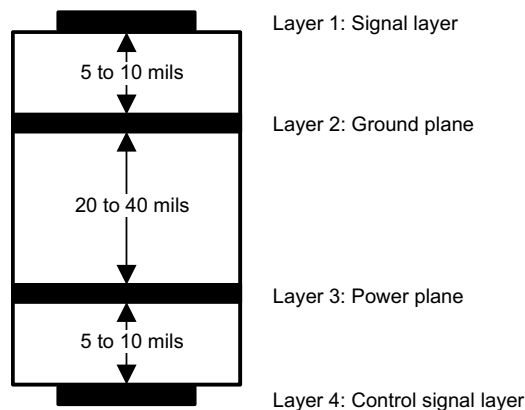 Layer 1: Signal layer
5 to 10 mils
Layer 2: Ground plane
20 to 40 mils
Layer 3: Power plane
5 to 10 mils
Layer 4: Control signal layer